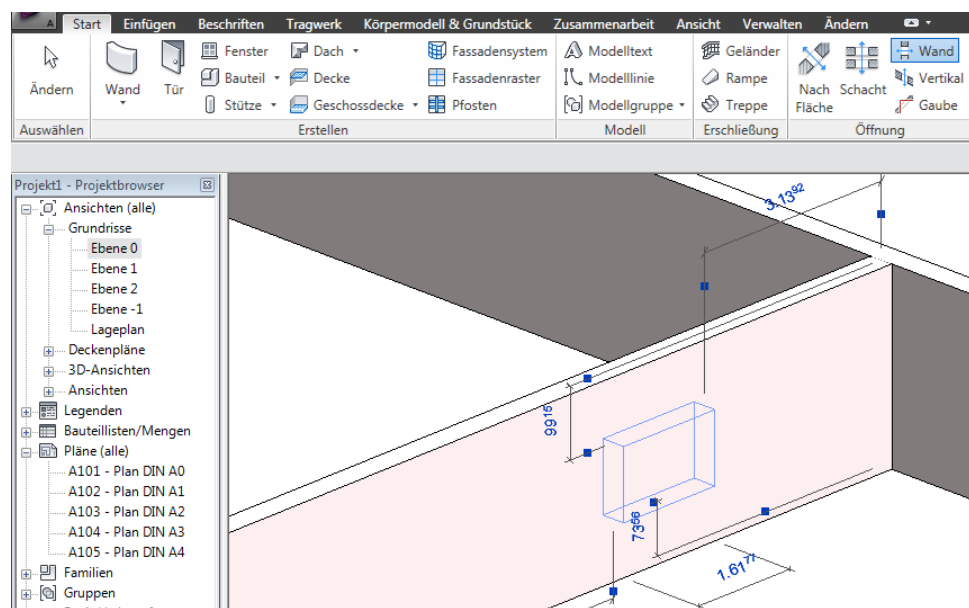 A Start Einfügen Beschriften Tragwerk Körpermodell & Grundstück Zusammenarbeit Ansicht Verwalten Ändern
Ändern
Wand
Tür
Fenster
Bauteil
Stütze
Dach
Decke
Geschossdecke
Fassadensystem
Fassadenraster
Pfosten
Modelltext
Modelllinie
Modellgruppe
Geländer
Rampe
Treppe
Nach
Fläche
Schacht
Wand
Vertikal
Gaube
Auswählen Erstellen Modell Erschließung Öffnung
Projekt1 - Projektbrowser
Ansichten (alle)
Grundrisse
Ebene 0
Ebene 1
Ebene 2
Ebene -1
Lageplan
Deckenpläne
3D-Ansichten
Ansichten
Legenden
Bauteillisten/Mengen
Pläne (alle)
A101 - Plan DIN A0
A102 - Plan DIN A1
A103 - Plan DIN A2
A104 - Plan DIN A3
A105 - Plan DIN A4
Familien
Gruppen
3.13⁹²
99¹⁵
73⁵⁶
1.61⁷⁷